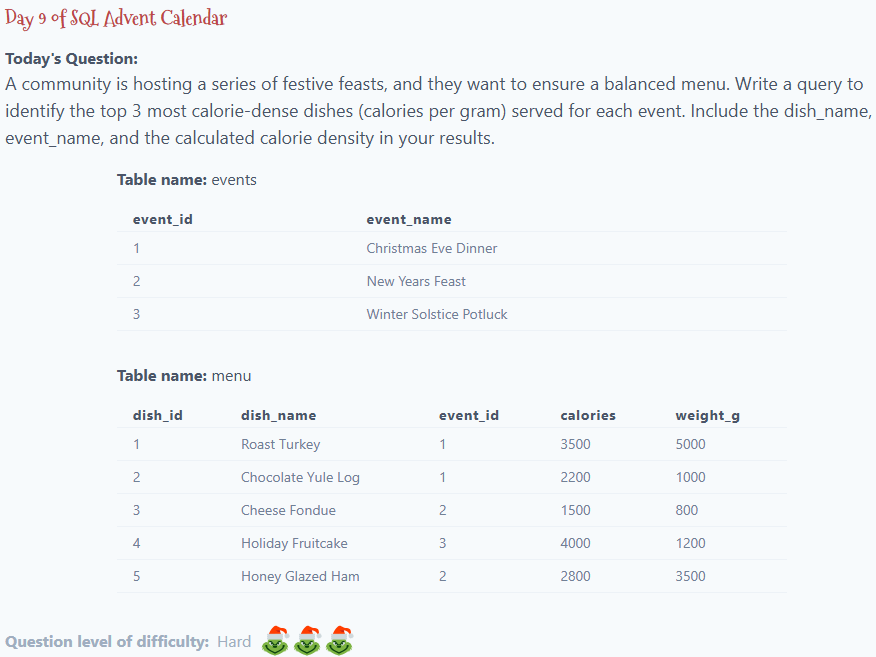 Day 9 of SQL Advent Calendar
Today's Question:
A community is hosting a series of festive feasts, and they want to ensure a balanced menu. Write a query to
identify the top 3 most calorie-dense dishes (calories per gram) served for each event. Include the dish_name,
event_name, and the calculated calorie density in your results.
Table name: events
event_id event_name
1 Christmas Eve Dinner
2 New Years Feast
3 Winter Solstice Potluck
Table name: menu
dish_id dish_name event_id calories weight_g
1 Roast Turkey 1 3500 5000
2 Chocolate Yule Log 1 2200 1000
3 Cheese Fondue 2 1500 800
4 Holiday Fruitcake 3 4000 1200
5 Honey Glazed Ham 2 2800 3500
Question level of difficulty: Hard